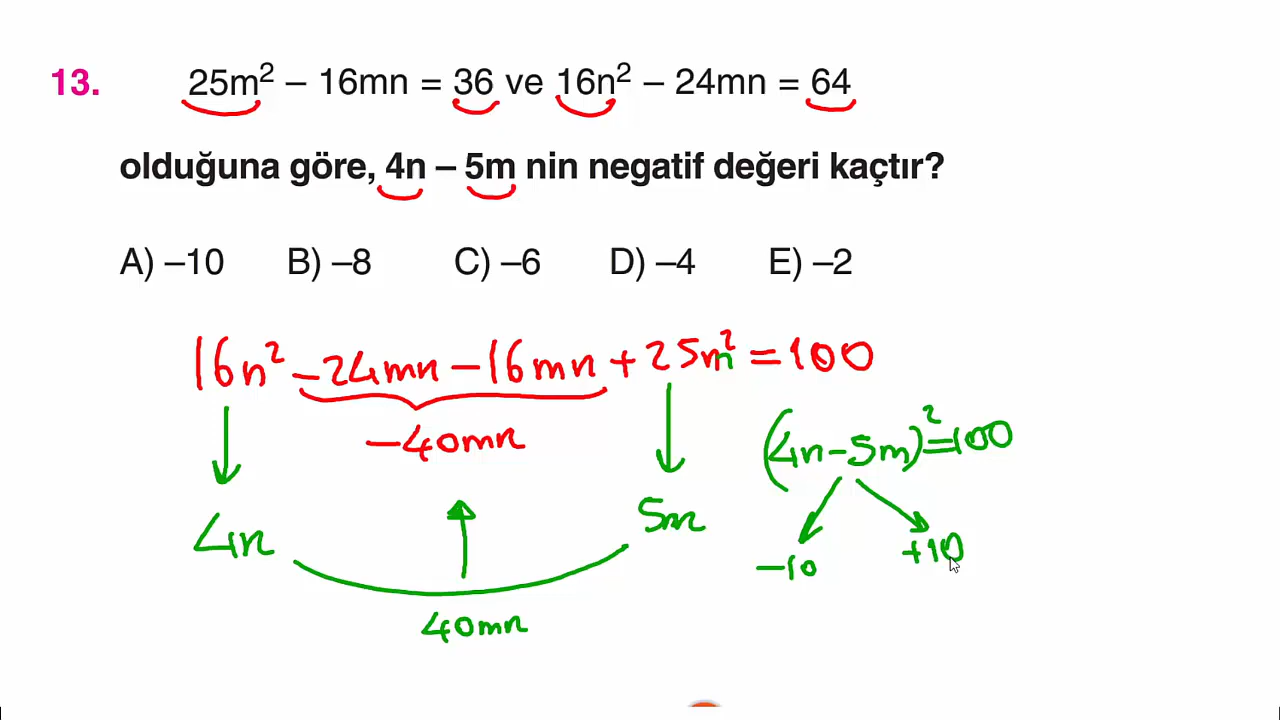 13. 25m² – 16mn = 36 ve 16n² – 24mn = 64
olduğuna göre, 4n – 5m nin negatif değeri kaçtır?
A) –10 B) –8 C) –6 D) –4 E) –2
16n² – 24mn – 16mn + 25m² = 100
–40mn
(4n – 5m)² = 100
4n
5m
–10
+10
40mn